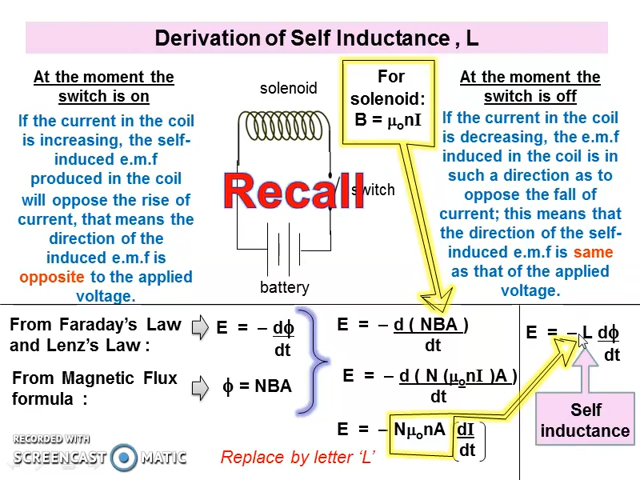 Derivation of Self Inductance , L
At the moment the
switch is on
If the current in the coil
is increasing, the self-
induced e.m.f
produced in the coil
will oppose the rise of
current, that means the
direction of the
induced e.m.f is
opposite to the applied
voltage.
solenoid
Recall
switch
battery
For
solenoid:
B = μₒnI
At the moment the
switch is off
If the current in the coil
is decreasing, the e.m.f
induced in the coil is in
such a direction as to
oppose the fall of
current; this means that
the direction of the self-
induced e.m.f is same
as that of the applied
voltage.
From Faraday's Law
and Lenz's Law :
E = – dϕ
dt
From Magnetic Flux
formula :
ϕ = NBA
E = – d ( NBA )
dt
E = – d ( N (μₒnI )A )
dt
E = – NμₒnA dI
dt
Replace by letter 'L'
E = – L dϕ
dt
Self
inductance
RECORDED WITH
SCREENCAST MATIC